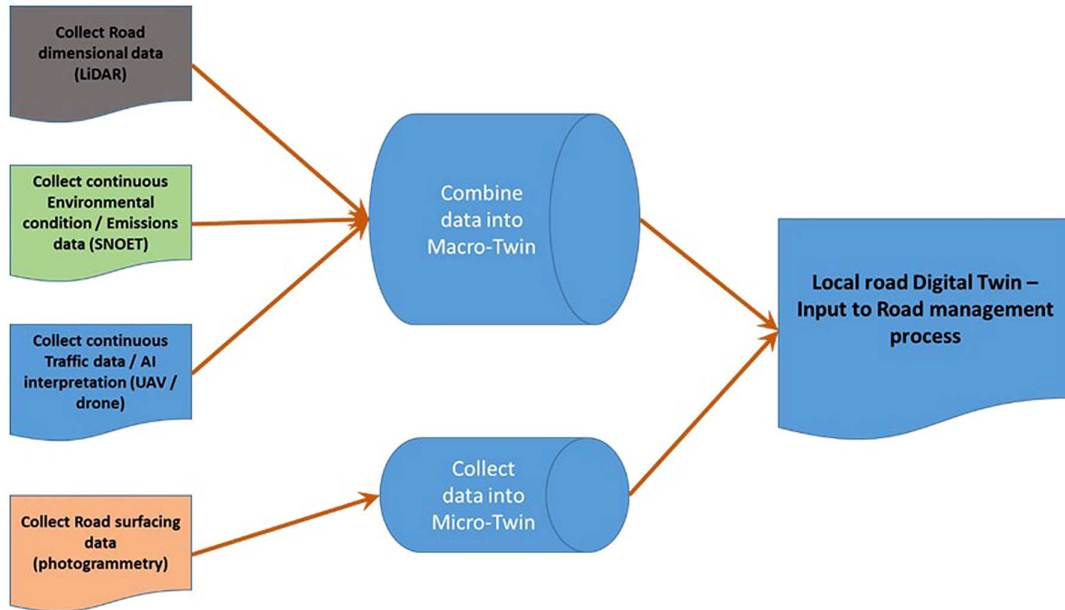 Collect Road
dimensional data
(LiDAR)
Collect continuous
Environmental
condition / Emissions
data (SNOET)
Collect continuous
Traffic data / AI
interpretation (UAV /
drone)
Collect Road surfacing
data
(photogrammetry)
Combine
data into
Macro-Twin
Collect
data into
Micro-Twin
Local road Digital Twin –
Input to Road management
process